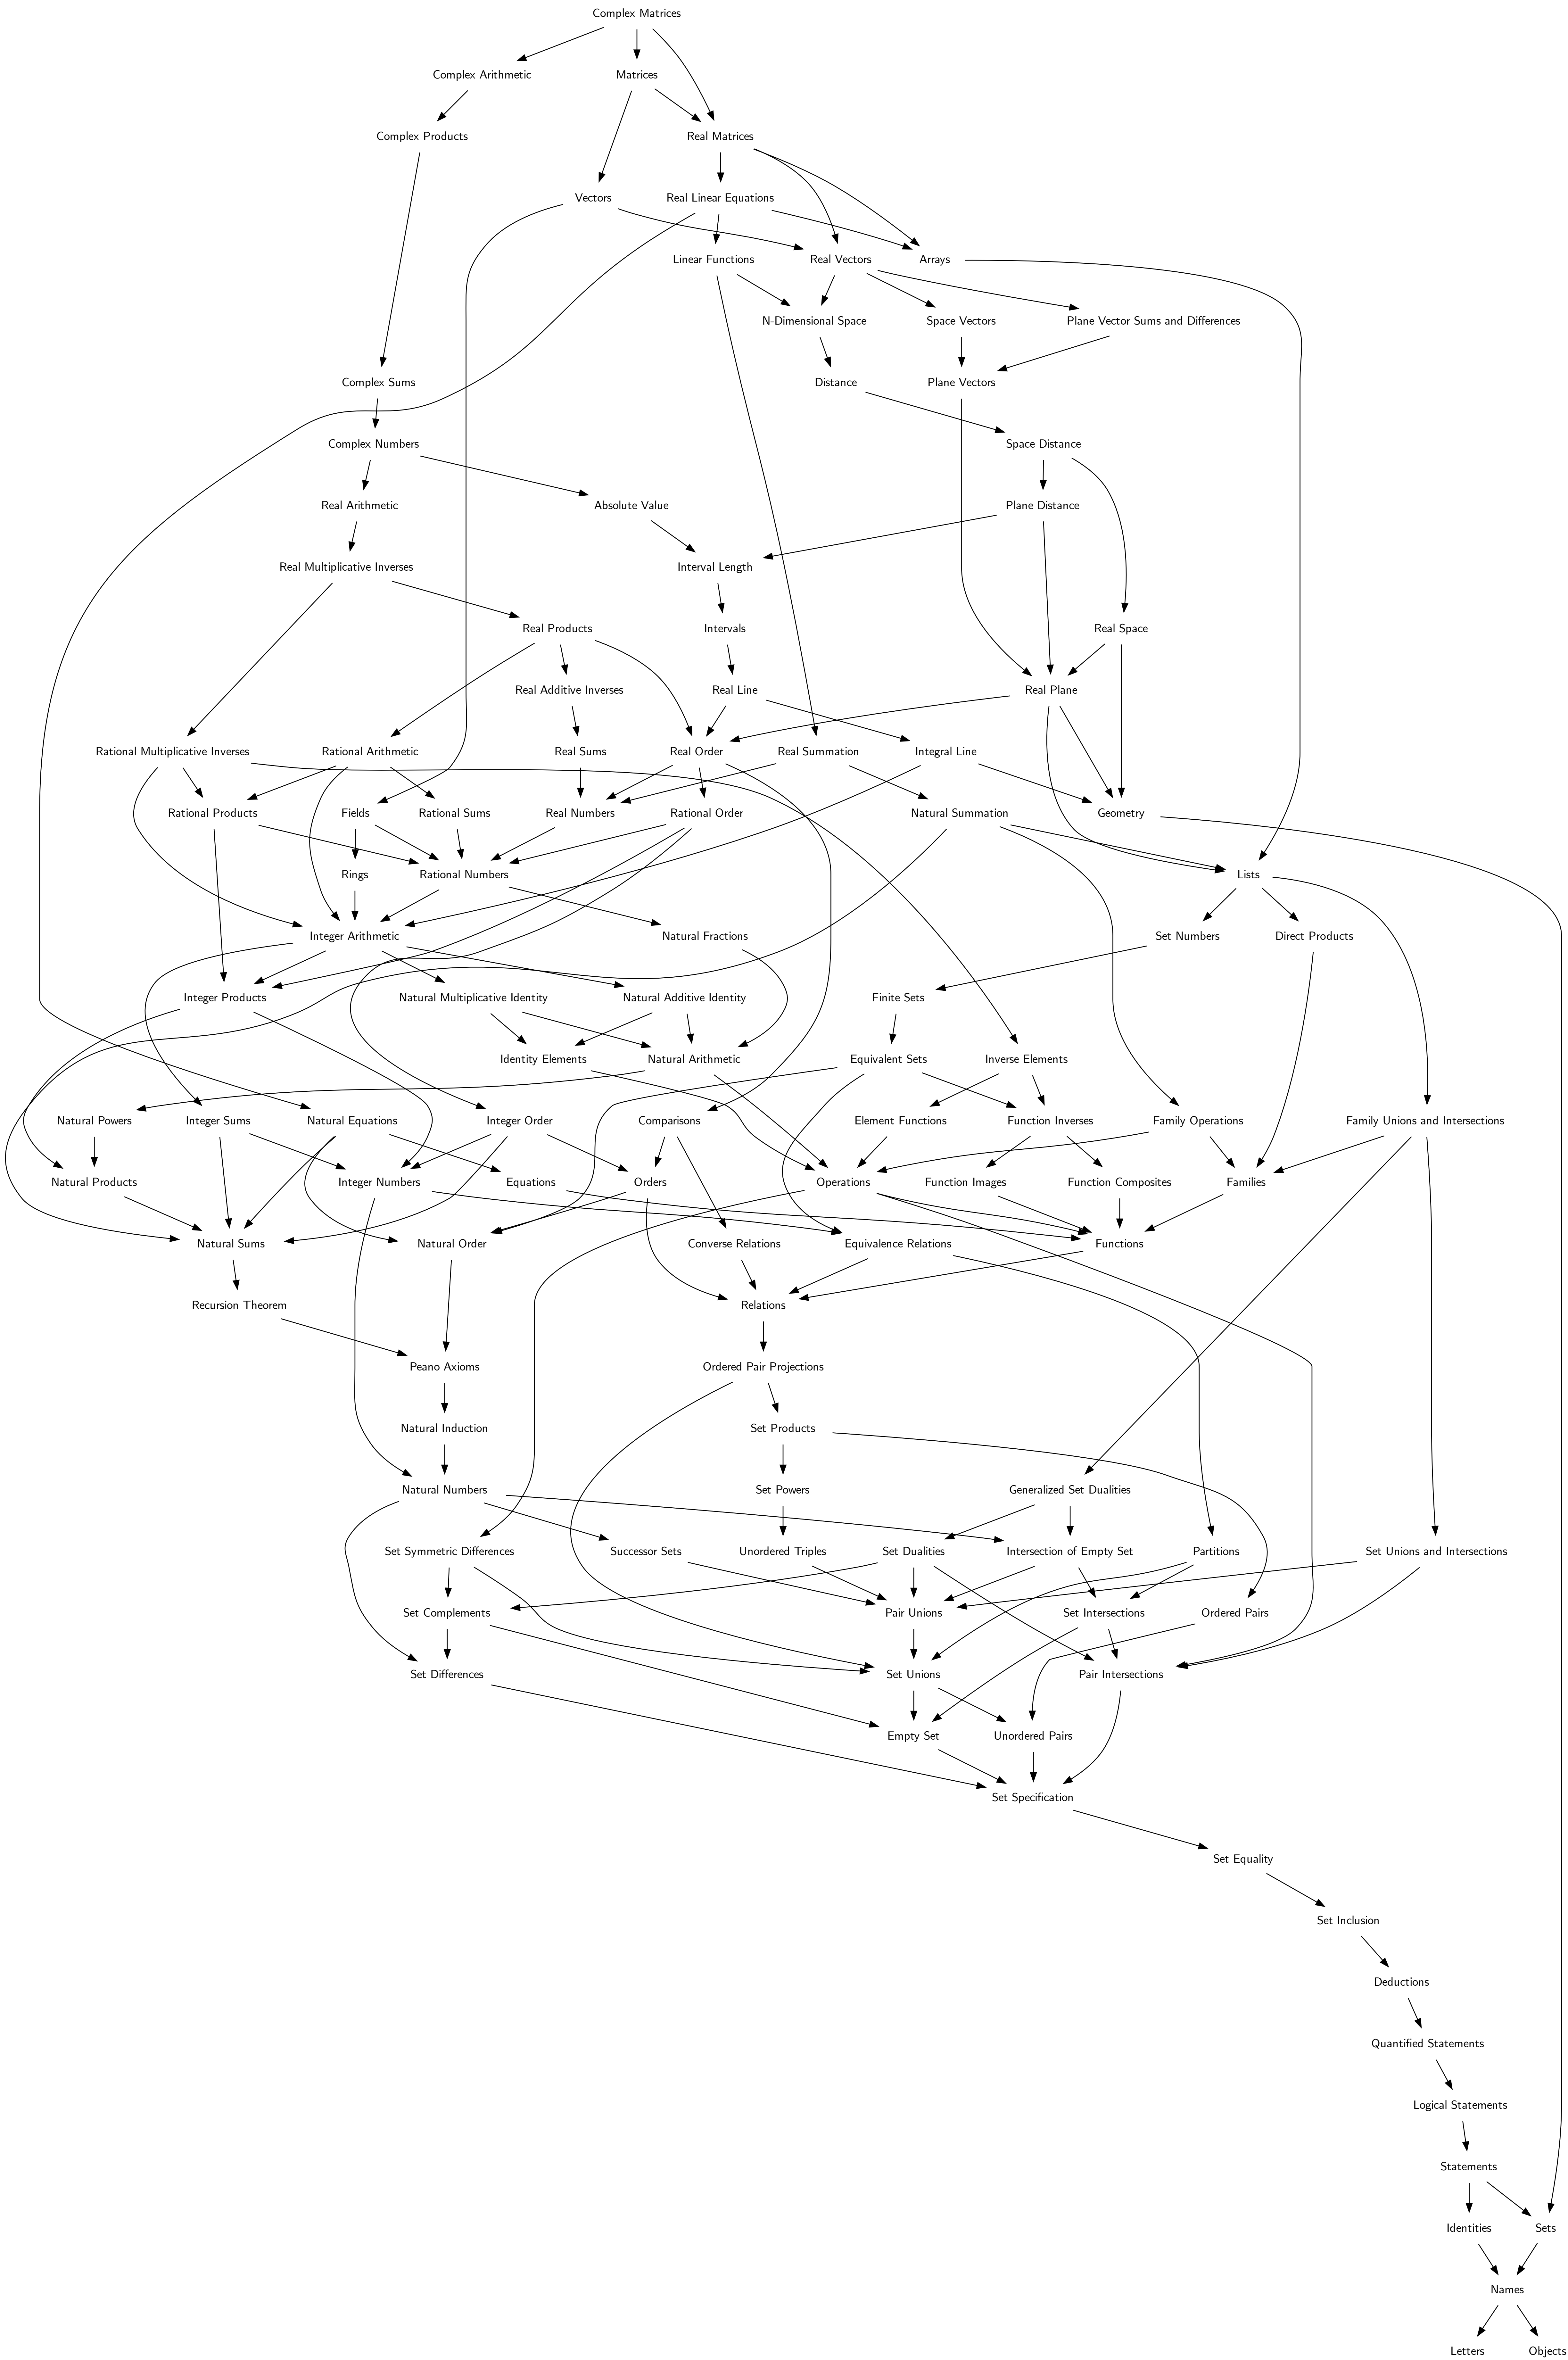 Complex Matrices
Complex Arithmetic
Matrices
Complex Products
Real Matrices
Vectors
Real Linear Equations
Linear Functions
Real Vectors
Arrays
N-Dimensional Space
Space Vectors
Plane Vector Sums and Differences
Complex Sums
Distance
Plane Vectors
Complex Numbers
Space Distance
Real Arithmetic
Absolute Value
Plane Distance
Real Multiplicative Inverses
Interval Length
Real Products
Intervals
Real Space
Real Additive Inverses
Real Line
Real Plane
Rational Multiplicative Inverses
Rational Arithmetic
Real Sums
Real Order
Real Summation
Integral Line
Rational Products
Fields
Rational Sums
Real Numbers
Rational Order
Natural Summation
Geometry
Rings
Rational Numbers
Lists
Integer Arithmetic
Natural Fractions
Set Numbers
Direct Products
Integer Products
Natural Multiplicative Identity
Natural Additive Identity
Finite Sets
Identity Elements
Natural Arithmetic
Equivalent Sets
Inverse Elements
Natural Powers
Integer Sums
Natural Equations
Integer Order
Comparisons
Element Functions
Function Inverses
Family Operations
Family Unions and Intersections
Natural Products
Integer Numbers
Equations
Orders
Operations
Function Images
Function Composites
Families
Natural Sums
Natural Order
Converse Relations
Equivalence Relations
Functions
Recursion Theorem
Relations
Peano Axioms
Ordered Pair Projections
Natural Induction
Set Products
Natural Numbers
Set Powers
Generalized Set Dualities
Set Symmetric Differences
Successor Sets
Unordered Triples
Set Dualities
Intersection of Empty Set
Partitions
Set Unions and Intersections
Set Complements
Pair Unions
Set Intersections
Ordered Pairs
Set Differences
Set Unions
Pair Intersections
Empty Set
Unordered Pairs
Set Specification
Set Equality
Set Inclusion
Deductions
Quantified Statements
Logical Statements
Statements
Identities
Sets
Names
Letters
Objects